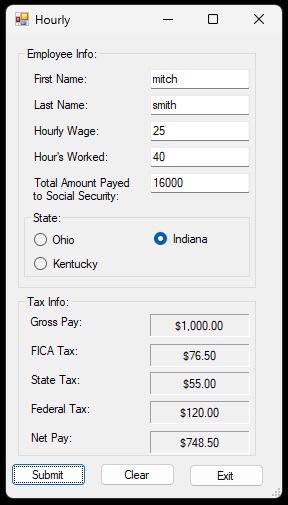 Hourly
Employee Info:
First Name: mitch
Last Name: smith
Hourly Wage: 25
Hour's Worked: 40
Total Amount Payed 16000
to Social Security:
State:
Ohio Indiana
Kentucky
Tax Info:
Gross Pay: $1,000.00
FICA Tax: $76.50
State Tax: $55.00
Federal Tax: $120.00
Net Pay: $748.50
Submit Clear Exit